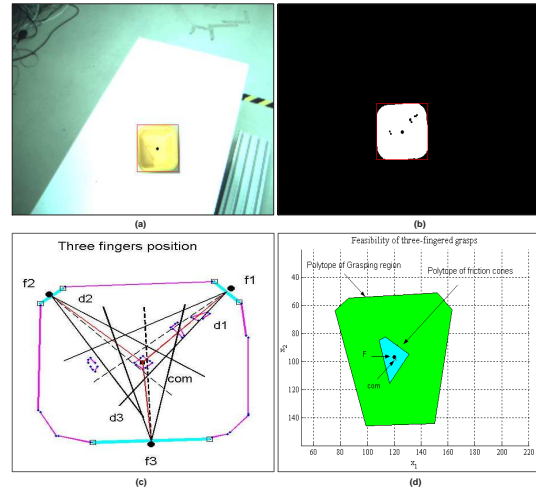 (a)
(b)
Three fingers position
f2
f1
d2
d1
com
d3
f3
(c)
Feasibility of three-fingered grasps
Polytope of Grasping region
Polytope of friction cones
F
com
x2
40
60
80
100
120
140
60
80
100
120
140
160
180
200
220
x1
(d)